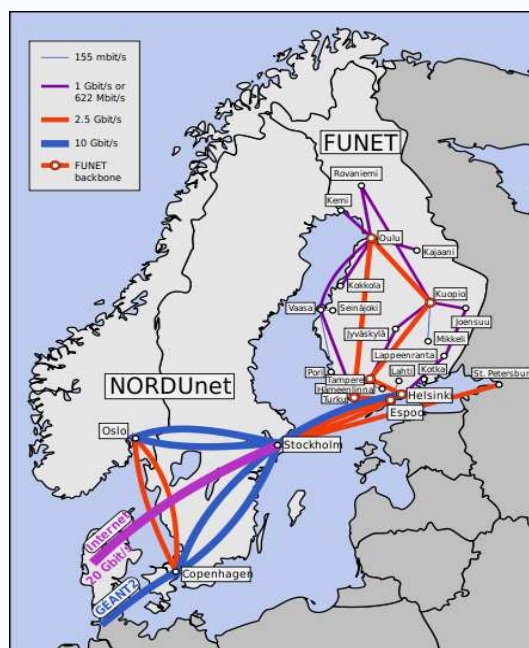 155 mbit/s
1 Gbit/s or
622 Mbit/s
2.5 Gbit/s
10 Gbit/s
FUNET
backbone
FUNET
Rovaniemi
Kemi
Oulu
Kajaani
Kokkola
Kuopio
Vaasa
Seinäjoki
Joensuu
Jyväskylä
Mikkeli
Lappeenranta
Pori
Tampere
Lahti
Kotka
St. Petersbur
Hämeenlinna
Turku
Helsinki
Espoo
NORDUnet
Oslo
Stockholm
Internet
20 Gbit/s
Copenhagen
GÉANT2